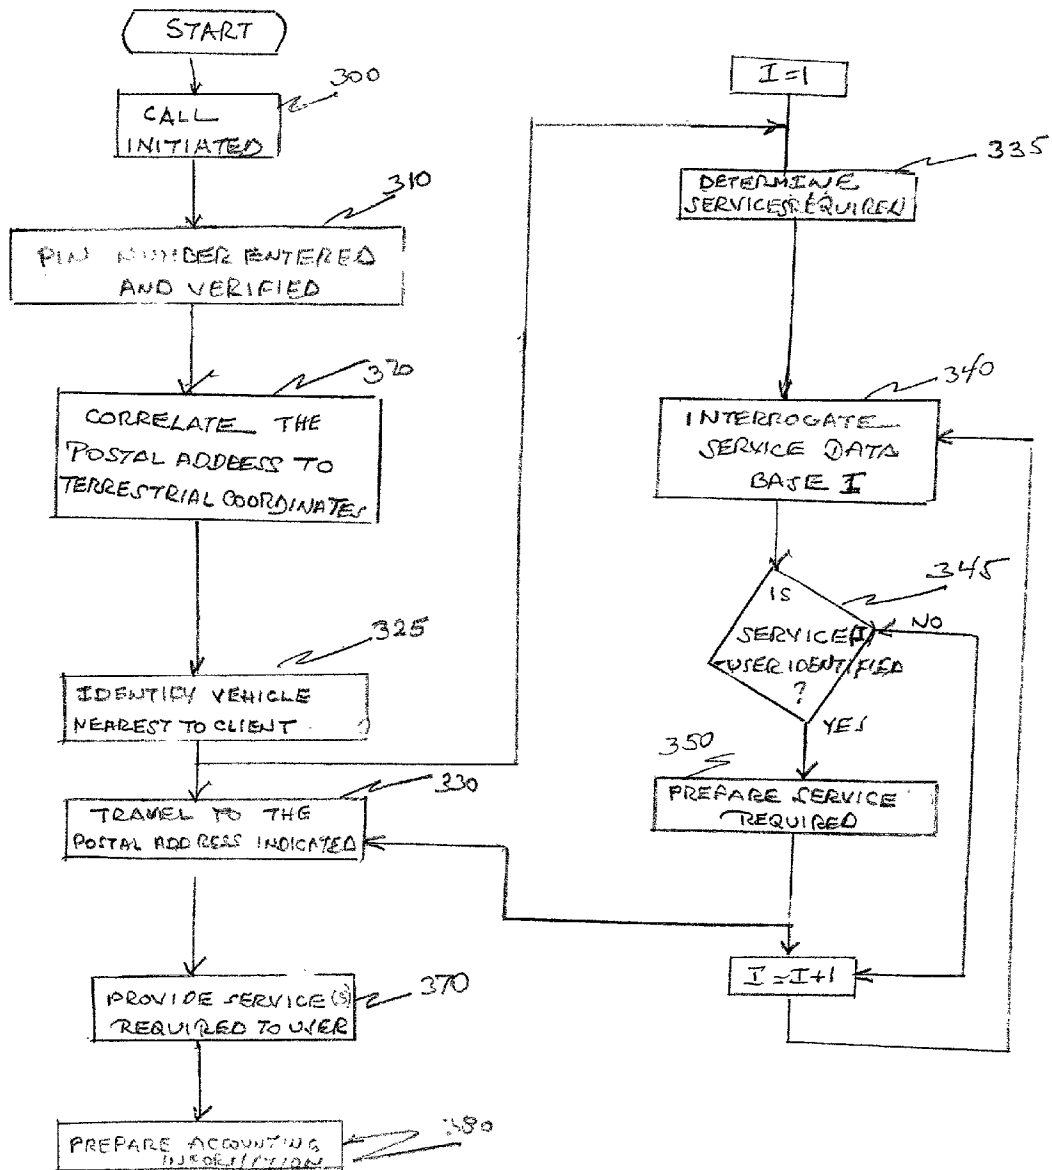 START
300
CALL
INITIATED
310
PIN NUMBER ENTERED
AND VERIFIED
320
CORRELATE THE
POSTAL ADDRESS TO
TERRESTRIAL COORDINATES
325
IDENTIFY VEHICLE
NEAREST TO CLIENT
330
TRAVEL TO THE
POSTAL ADDRESS INDICATED
370
PROVIDE SERVICE(S)
REQUIRED TO USER
380
PREPARE ACCOUNTING
INFORMATION
I=1
335
DETERMINE
SERVICES REQUIRED
340
INTERROGATE
SERVICE DATA
BASE I
345
IS
SERVICE(I)
USER IDENTIFIED
?
NO
YES
350
PREPARE SERVICE
REQUIRED
I=I+1